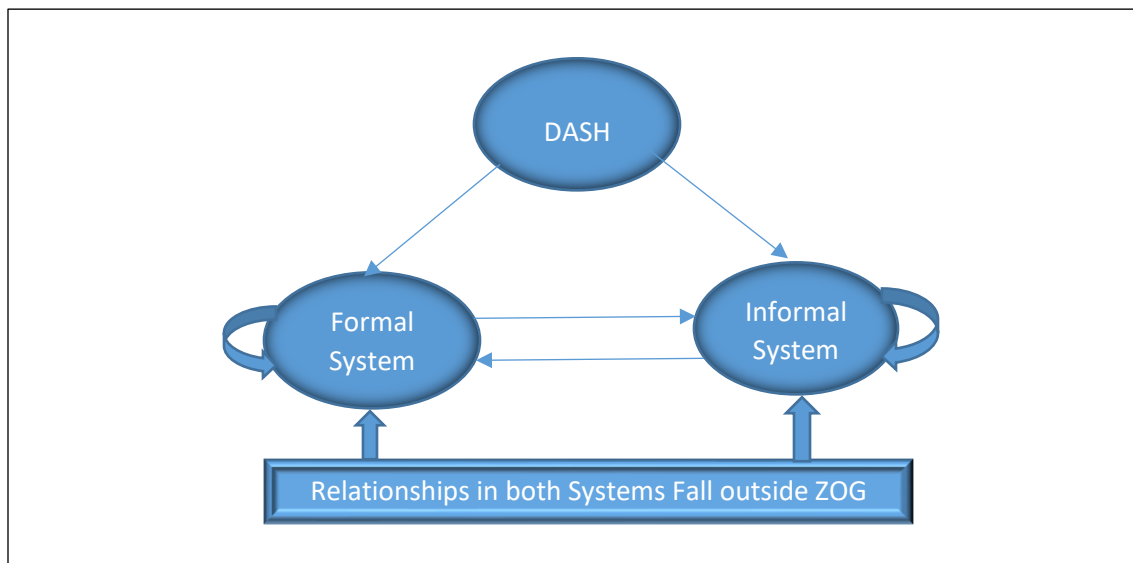 DASH
Formal
System
Informal
System
Relationships in both Systems Fall outside ZOG